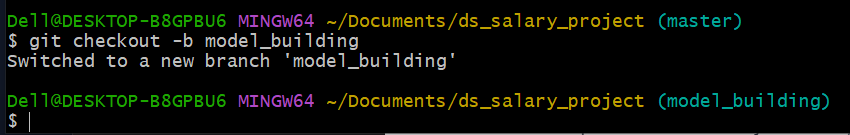 Dell@DESKTOP-B8GPBU6 MINGW64 ~/Documents/ds_salary_project (master)
$ git checkout -b model_building
Switched to a new branch 'model_building'
Dell@DESKTOP-B8GPBU6 MINGW64 ~/Documents/ds_salary_project (model_building)
$